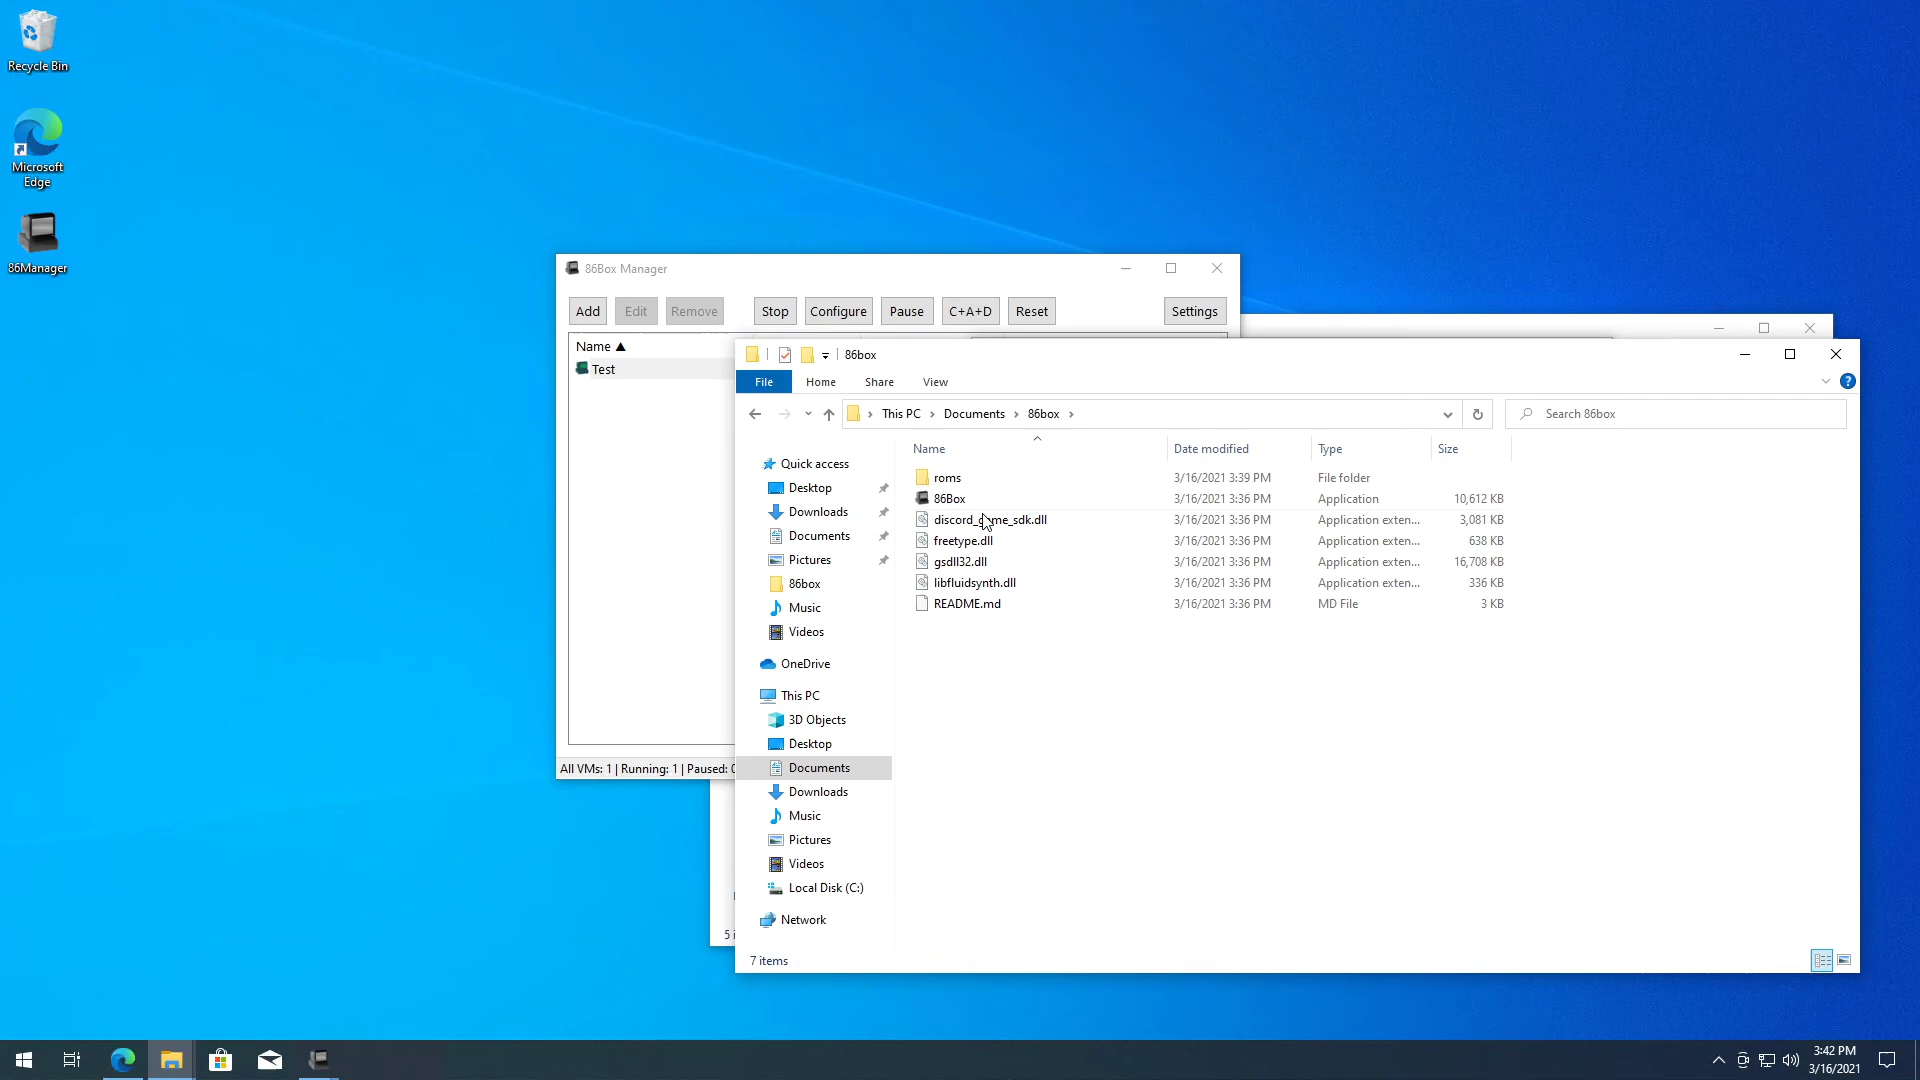 Recycle Bin
Microsoft
Edge
86Manager
86Box Manager
Add Edit Remove Stop Configure Pause C+A+D Reset Settings
Name
Test
All VMs: 1 | Running: 1 | Paused: 0
5 i
86box
File Home Share View
This PC Documents 86box
Search 86box
Name Date modified Type Size
roms 3/16/2021 3:39 PM File folder
86Box 3/16/2021 3:36 PM Application 10,612 KB
discord_game_sdk.dll 3/16/2021 3:36 PM Application exten... 3,081 KB
freetype.dll 3/16/2021 3:36 PM Application exten... 638 KB
gsdll32.dll 3/16/2021 3:36 PM Application exten... 16,708 KB
libfluidsynth.dll 3/16/2021 3:36 PM Application exten... 336 KB
README.md 3/16/2021 3:36 PM MD File 3 KB
Quick access
Desktop
Downloads
Documents
Pictures
86box
Music
Videos
OneDrive
This PC
3D Objects
Desktop
Documents
Downloads
Music
Pictures
Videos
Local Disk (C:)
Network
7 items
3:42 PM
3/16/2021